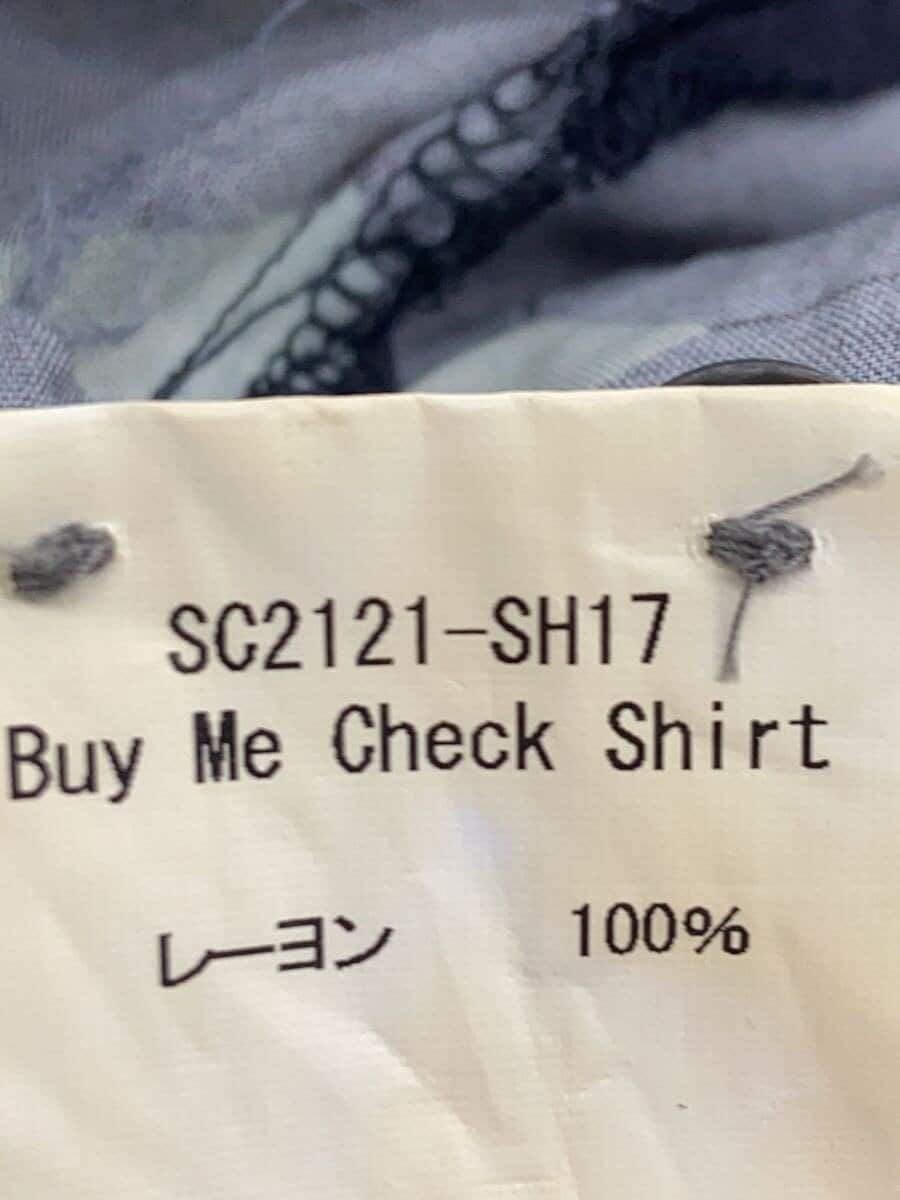 SC2121-SH17
Buy Me Check Shirt
レーヨン 100%